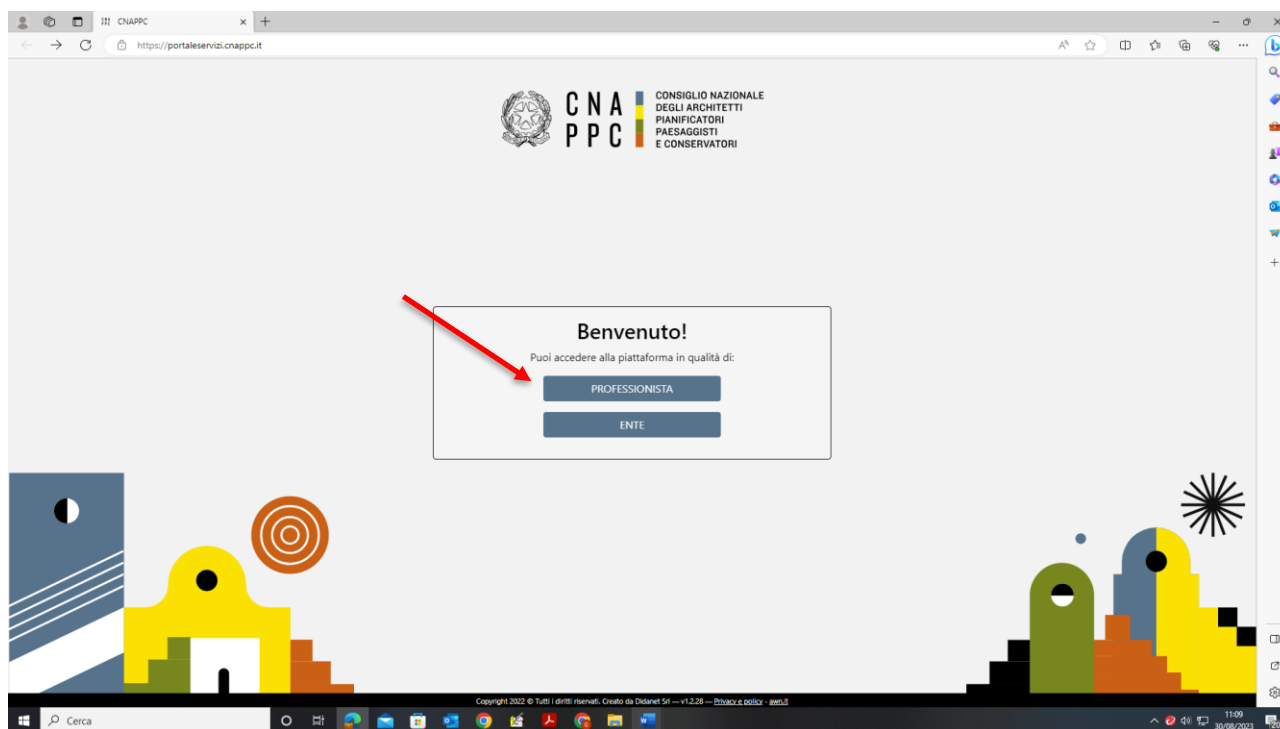 CNAPPC
https://portaleservizi.cnappc.it
CNA
PPC
CONSIGLIO NAZIONALE
DEGLI ARCHITETTI
PIANIFICATORI
PAESAGGISTI
E CONSERVATORI
Benvenuto!
Puoi accedere alla piattaforma in qualità di:
PROFESSIONISTA
ENTE
Copyright 2022 © Tutti i diritti riservati. Creato da Didanet Srl — v1.2.28 — Privacy e policy - awn.it
Cerca
11:09
30/08/2023
20